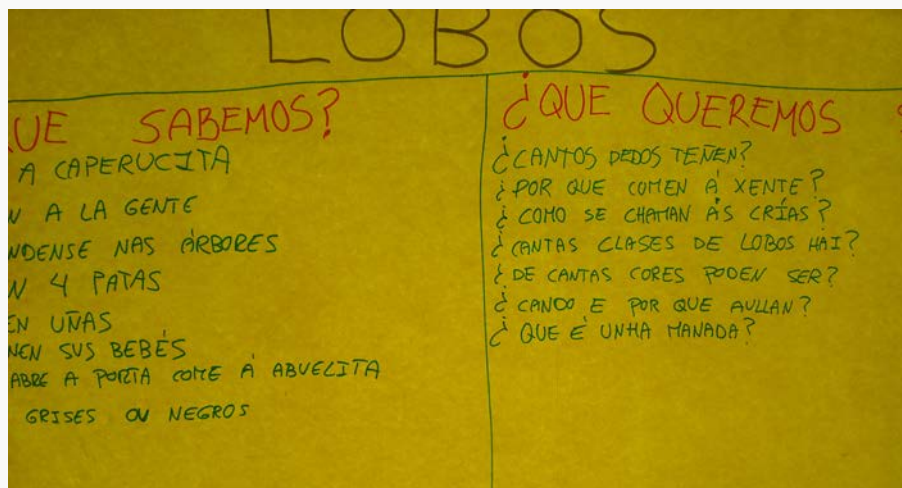 LOBOS
UE SABEMOS?
A CAPERUCITA
N A LA GENTE
NDENSE NAS ÁRBORES
N 4 PATAS
EN UÑAS
NEN SUS BEBÉS
ABRE A PORTA COME Á ABUELITA
GRISES OU NEGROS
¿QUE QUEREMOS
¿CANTOS DEDOS TEÑEN?
¿POR QUE COMEN Á XENTE?
¿COMO SE CHAMAN ÁS CRÍAS?
¿CANTAS CLASES DE LOBOS HAI?
¿DE CANTAS CORES PODEN SER?
¿CANDO E POR QUE AULLAN?
¿QUE É UNHA MANADA?